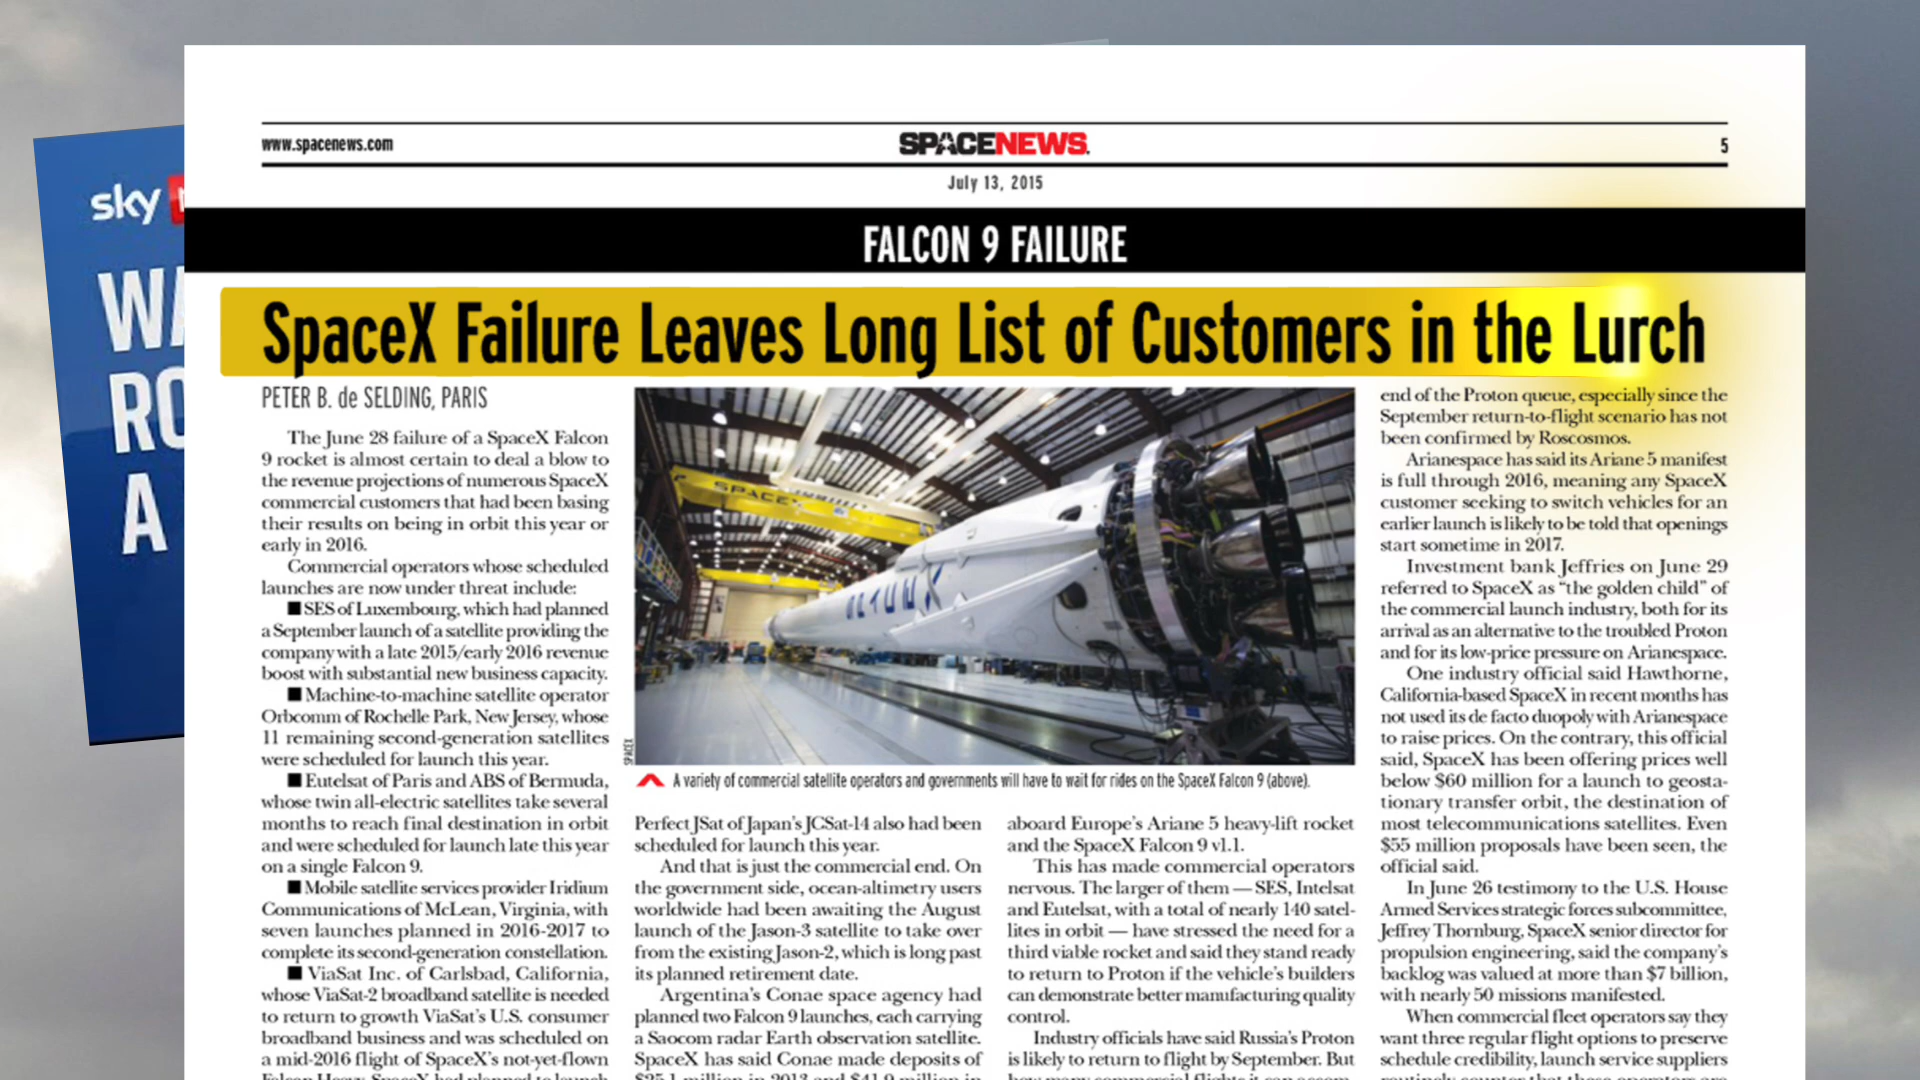 sky
WA
RO
A
www.spacenews.com
SPACENEWS.
5
July 13, 2015
FALCON 9 FAILURE
SpaceX Failure Leaves Long List of Customers in the Lurch
PETER B. de SELDING, PARIS
The June 28 failure of a SpaceX Falcon
9 rocket is almost certain to deal a blow to
the revenue projections of numerous SpaceX
commercial customers that had been basing
their results on being in orbit this year or
early in 2016.
Commercial operators whose scheduled
launches are now under threat include:
■ SES of Luxembourg, which had planned
a September launch of a satellite providing the
company with a late 2015/early 2016 revenue
boost with substantial new business capacity.
■ Machine-to-machine satellite operator
Orbcomm of Rochelle Park, New Jersey, whose
11 remaining second-generation satellites
were scheduled for launch this year.
■ Eutelsat of Paris and ABS of Bermuda,
whose twin all-electric satellites take several
months to reach final destination in orbit
and were scheduled for launch late this year
on a single Falcon 9.
■ Mobile satellite services provider Iridium
Communications of McLean, Virginia, with
seven launches planned in 2016-2017 to
complete its second-generation constellation.
■ ViaSat Inc. of Carlsbad, California,
whose ViaSat-2 broadband satellite is needed
to return to growth ViaSat's U.S. consumer
broadband business and was scheduled on
a mid-2016 flight of SpaceX's not-yet-flown
SPACEX
SPACEX
A variety of commercial satellite operators and governments will have to wait for rides on the SpaceX Falcon 9 (above).
Perfect JSat of Japan's JCSat-14 also had been
scheduled for launch this year.
And that is just the commercial end. On
the government side, ocean-altimetry users
worldwide had been awaiting the August
launch of the Jason-3 satellite to take over
from the existing Jason-2, which is long past
its planned retirement date.
Argentina's Conae space agency had
planned two Falcon 9 launches, each carrying
a Saocom radar Earth observation satellite.
SpaceX has said Conae made deposits of
aboard Europe's Ariane 5 heavy-lift rocket
and the SpaceX Falcon 9 v1.1.
This has made commercial operators
nervous. The larger of them — SES, Intelsat
and Eutelsat, with a total of nearly 140 satel-
lites in orbit — have stressed the need for a
third viable rocket and said they stand ready
to return to Proton if the vehicle's builders
can demonstrate better manufacturing quality
control.
Industry officials have said Russia's Proton
is likely to return to flight by September. But
end of the Proton queue, especially since the
September return-to-flight scenario has not
been confirmed by Roscosmos.
Arianespace has said its Ariane 5 manifest
is full through 2016, meaning any SpaceX
customer seeking to switch vehicles for an
earlier launch is likely to be told that openings
start sometime in 2017.
Investment bank Jeffries on June 29
referred to SpaceX as “the golden child” of
the commercial launch industry, both for its
arrival as an alternative to the troubled Proton
and for its low-price pressure on Arianespace.
One industry official said Hawthorne,
California-based SpaceX in recent months has
not used its de facto duopoly with Arianespace
to raise prices. On the contrary, this official
said, SpaceX has been offering prices well
below $60 million for a launch to geosta-
tionary transfer orbit, the destination of
most telecommunications satellites. Even
$55 million proposals have been seen, the
official said.
In June 26 testimony to the U.S. House
Armed Services strategic forces subcommittee,
Jeffrey Thornburg, SpaceX senior director for
propulsion engineering, said the company's
backlog was valued at more than $7 billion,
with nearly 50 missions manifested.
When commercial fleet operators say they
want three regular flight options to preserve
schedule credibility, launch service suppliers